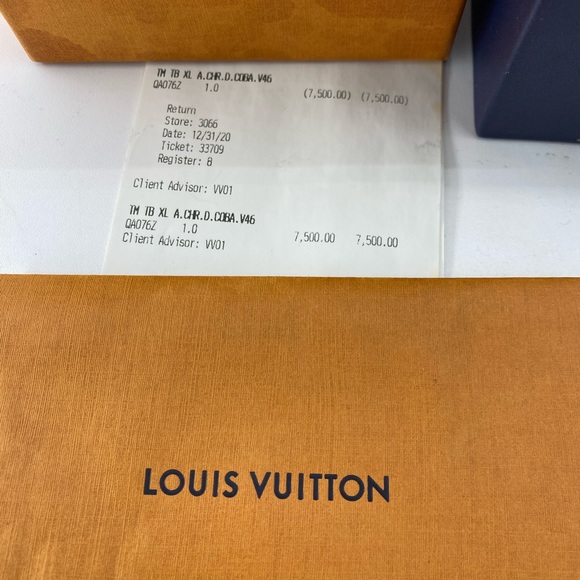 TM TB XL A.CHR.D.COBA.V46
QA076Z 1.0 (7,500.00) (7,500.00)
Return
Store: 3066
Date: 12/31/20
Ticket: 33709
Register: 8
Client Advisor: VV01
TM TB XL A.CHR.D.COBA.V46
QA076Z 1.0 7,500.00 7,500.00
Client Advisor: VV01
LOUIS VUITTON